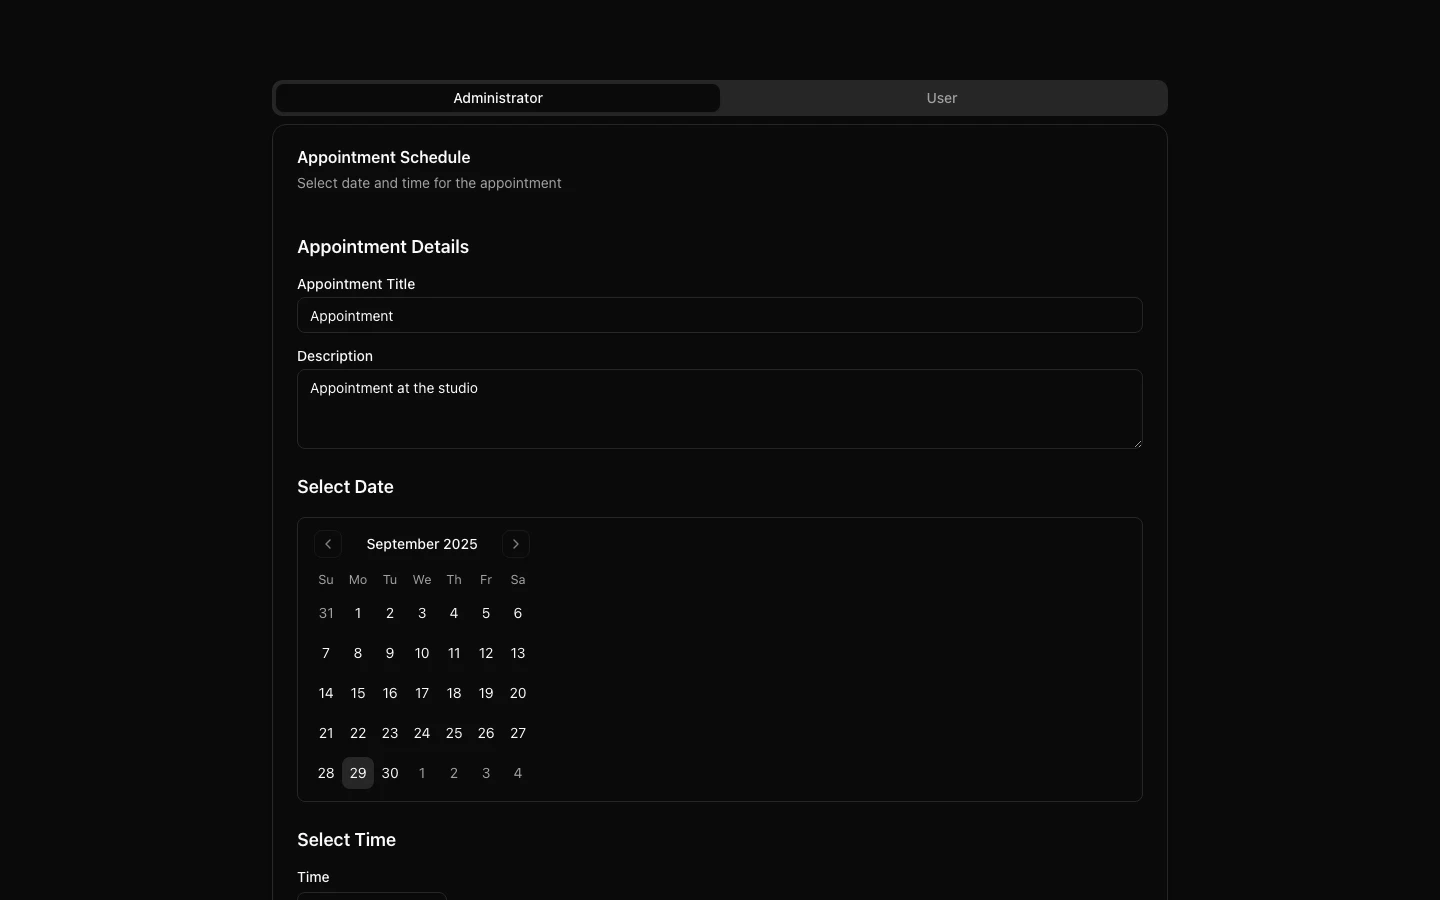 Administrator
User
Appointment Schedule
Select date and time for the appointment
Appointment Details
Appointment Title
Appointment
Description
Appointment at the studio
Select Date
September 2025
Su Mo Tu We Th Fr Sa
31 1 2 3 4 5 6
7 8 9 10 11 12 13
14 15 16 17 18 19 20
21 22 23 24 25 26 27
28 29 30 1 2 3 4
Select Time
Time